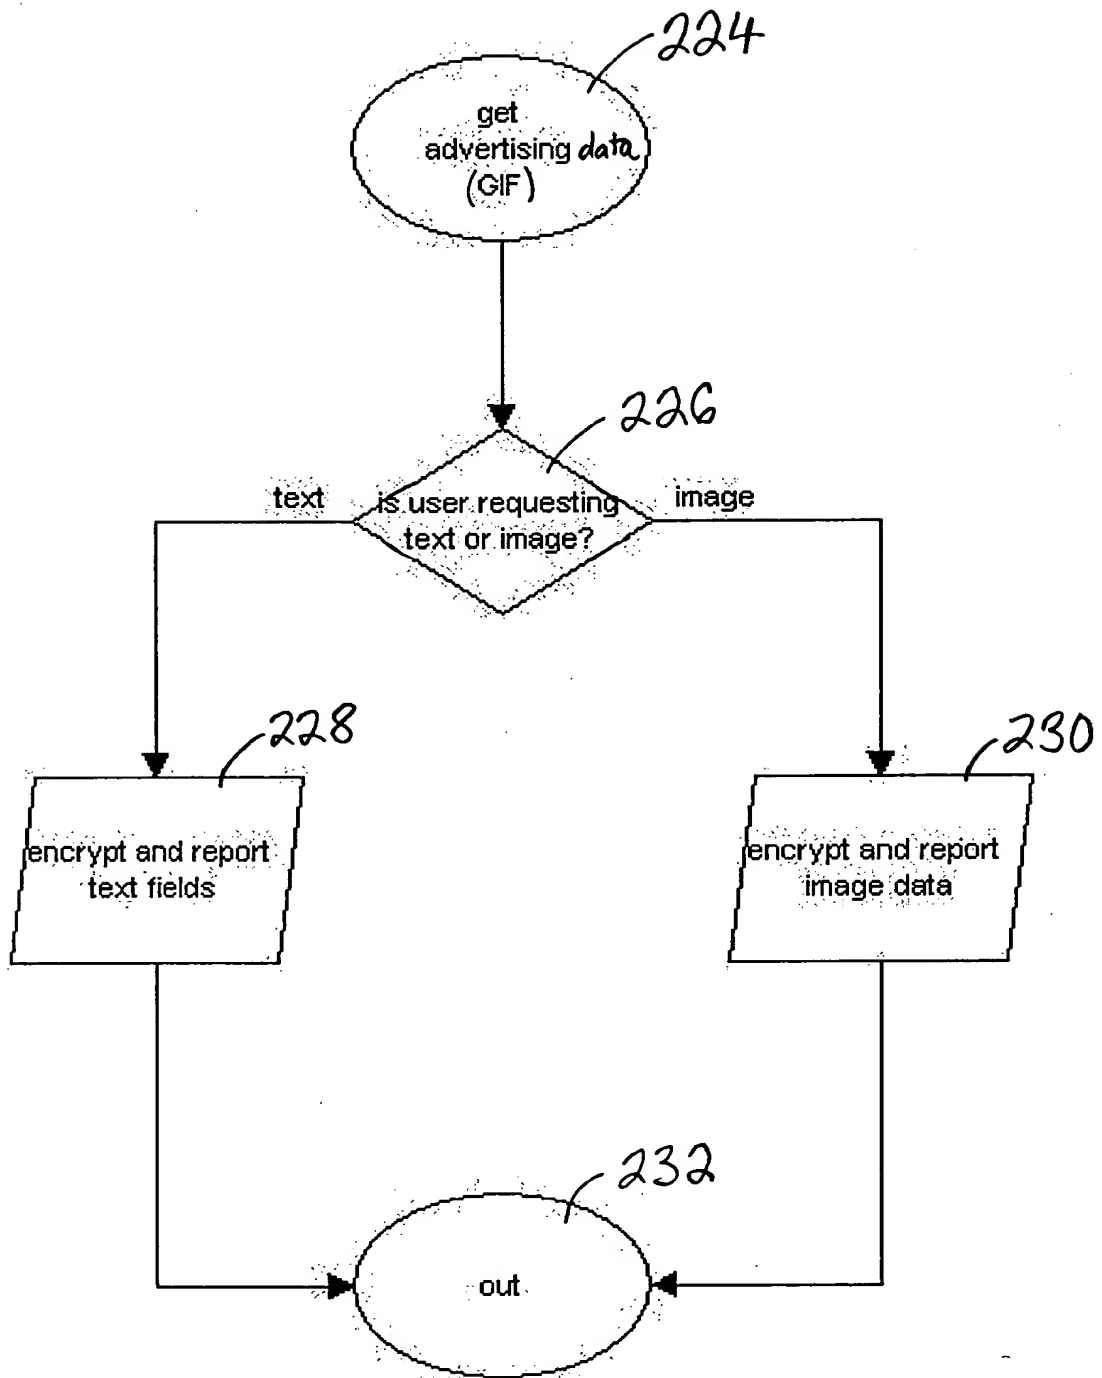 224
get
advertising data
(GIF)
226
text
is user requesting
text or image?
image
228
230
encrypt and report
text fields
encrypt and report
image data
232
out